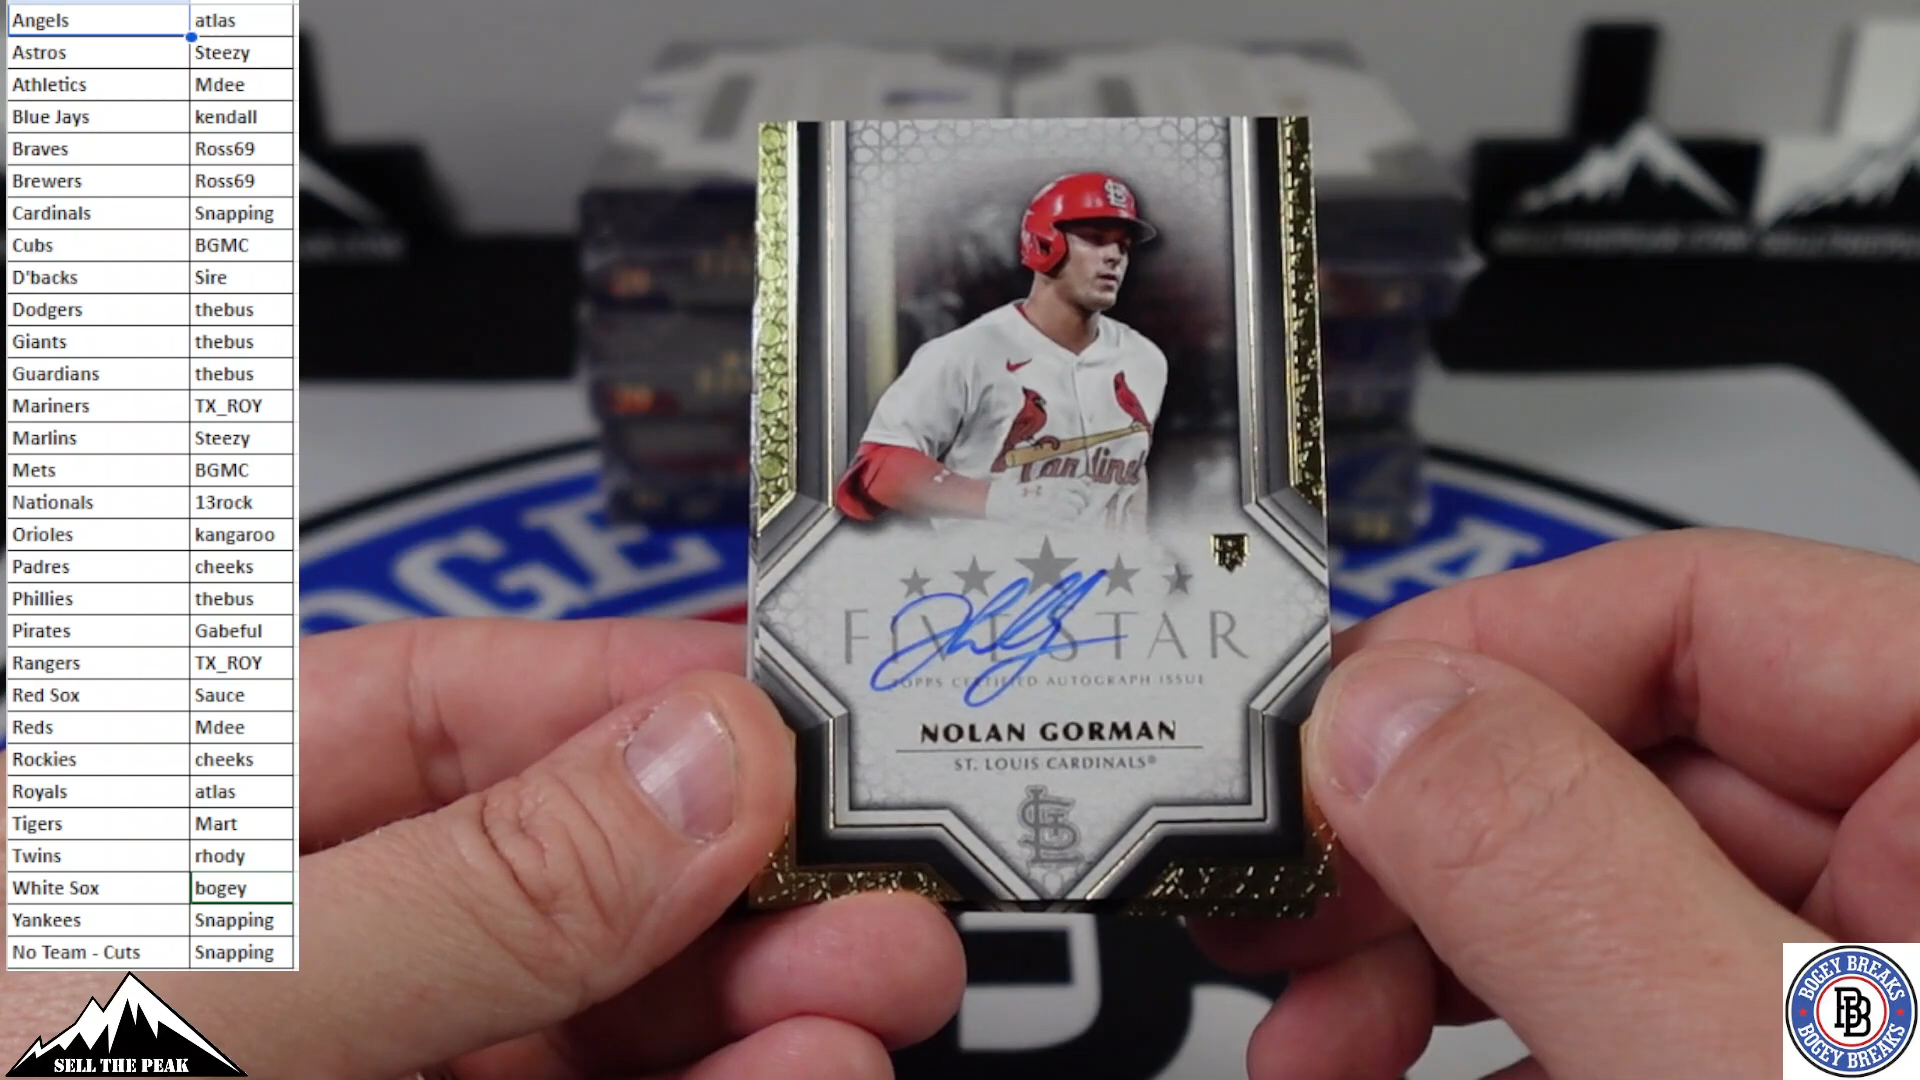 Angels atlas
Astros Steezy
Athletics Mdee
Blue Jays kendall
Braves Ross69
Brewers Ross69
Cardinals Snapping
Cubs BGMC
D'backs Sire
Dodgers thebus
Giants thebus
Guardians thebus
Mariners TX_ROY
Marlins Steezy
Mets BGMC
Nationals 13rock
Orioles kangaroo
Padres cheeks
Phillies thebus
Pirates Gabeful
Rangers TX_ROY
Red Sox Sauce
Reds Mdee
Rockies cheeks
Royals atlas
Tigers Mart
Twins rhody
White Sox bogey
Yankees Snapping
No Team - Cuts Snapping
SELL THE PEAK
Cardinals
FIVE STAR
TOPPS CERTIFIED AUTOGRAPH ISSUE
NOLAN GORMAN
ST. LOUIS CARDINALS®
STL
BOGEY BREAKS
BB
BOGEY BREAKS